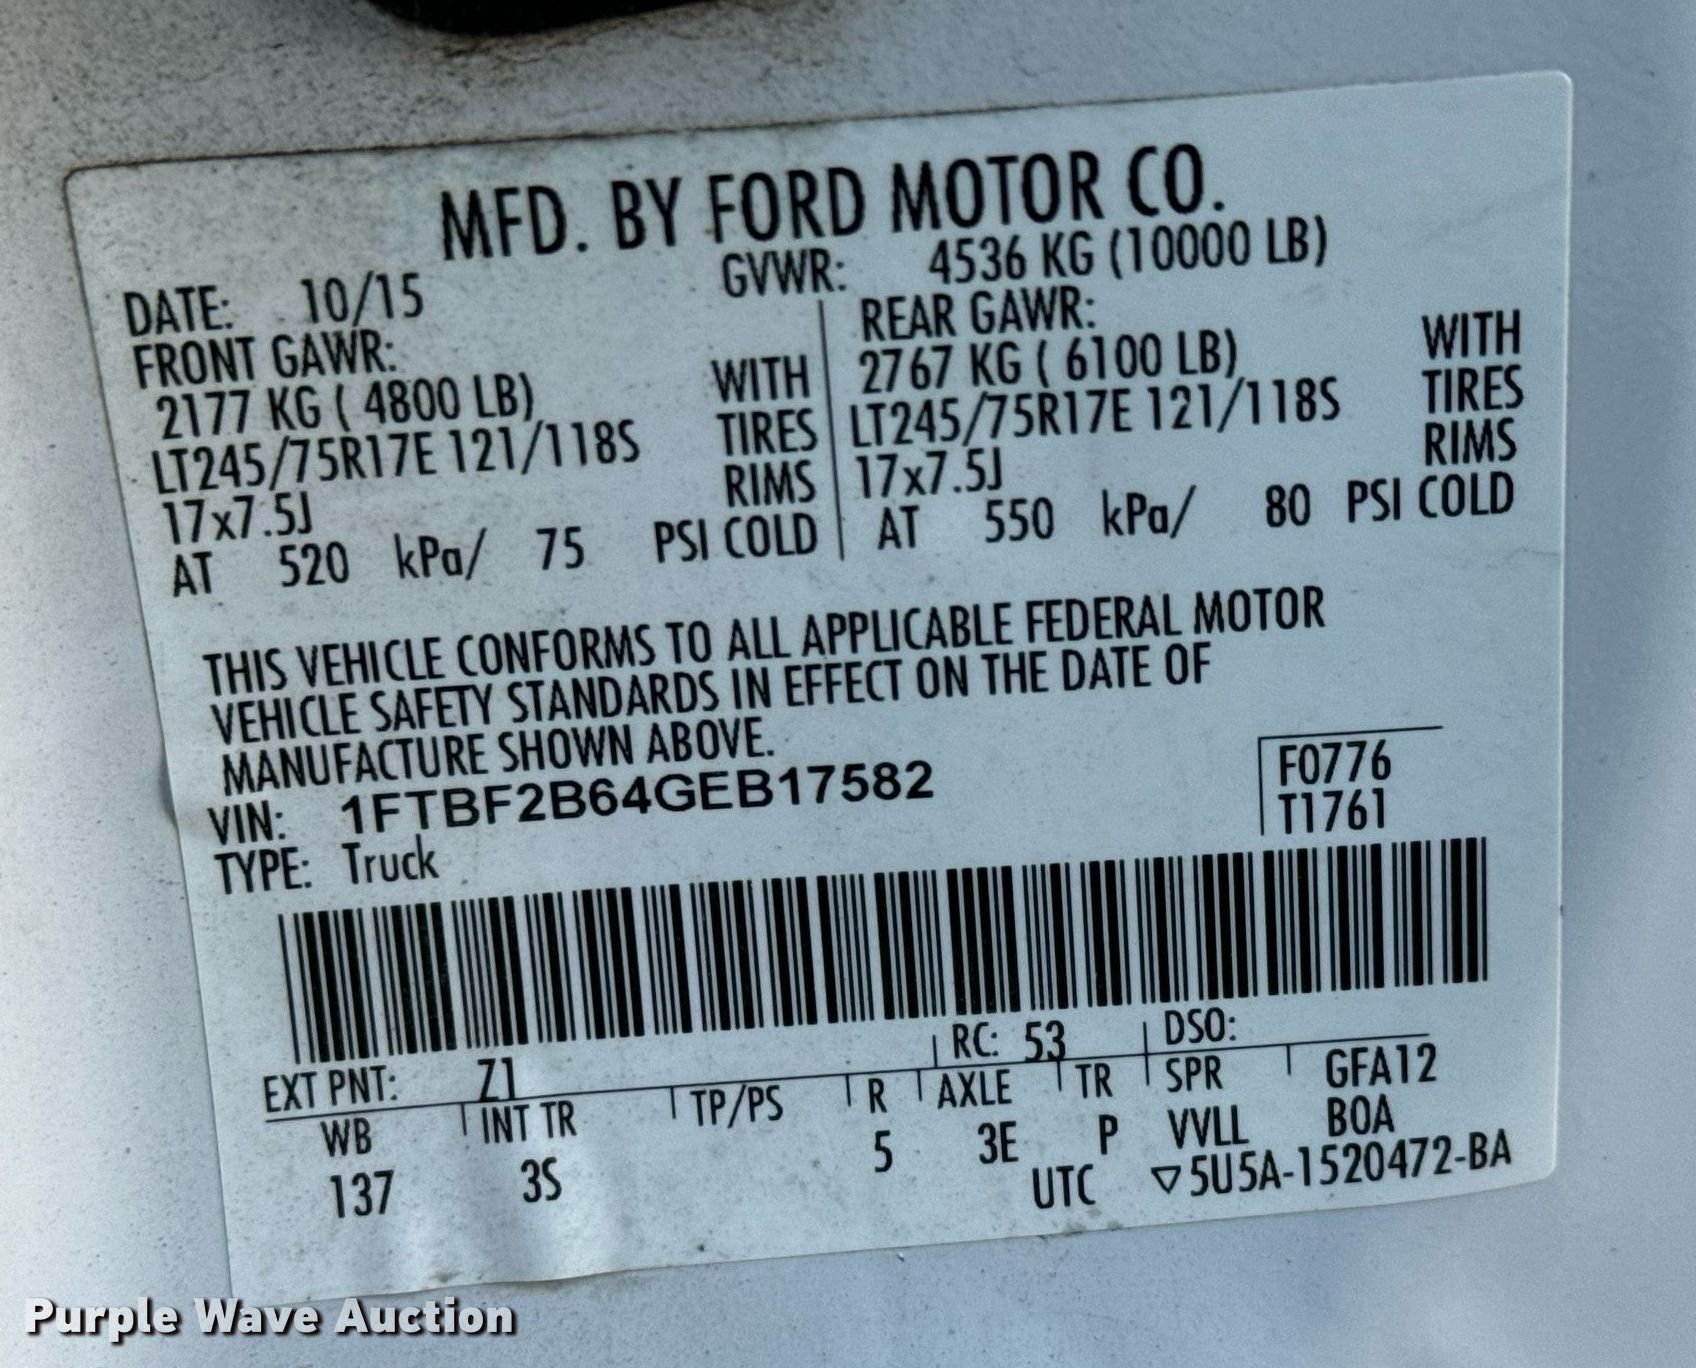 MFD. BY FORD MOTOR CO.
DATE: 10/15 GVWR: 4536 KG (10000 LB)
FRONT GAWR:
2177 KG ( 4800 LB) WITH
LT245/75R17E 121/118S TIRES
17x7.5J RIMS
AT 520 kPa/ 75 PSI COLD
REAR GAWR:
2767 KG ( 6100 LB) WITH
LT245/75R17E 121/118S TIRES
17x7.5J RIMS
AT 550 kPa/ 80 PSI COLD
THIS VEHICLE CONFORMS TO ALL APPLICABLE FEDERAL MOTOR
VEHICLE SAFETY STANDARDS IN EFFECT ON THE DATE OF
MANUFACTURE SHOWN ABOVE.
VIN: 1FTBF2B64GEB17582
TYPE: Truck
F0776
T1761
EXT PNT: Z1 RC: 53 DSO:
WB INT TR TP/PS R AXLE TR SPR GFA12
137 3S 5 3E P VVLL BOA
UTC ▽5U5A-1520472-BA
Purple Wave Auction